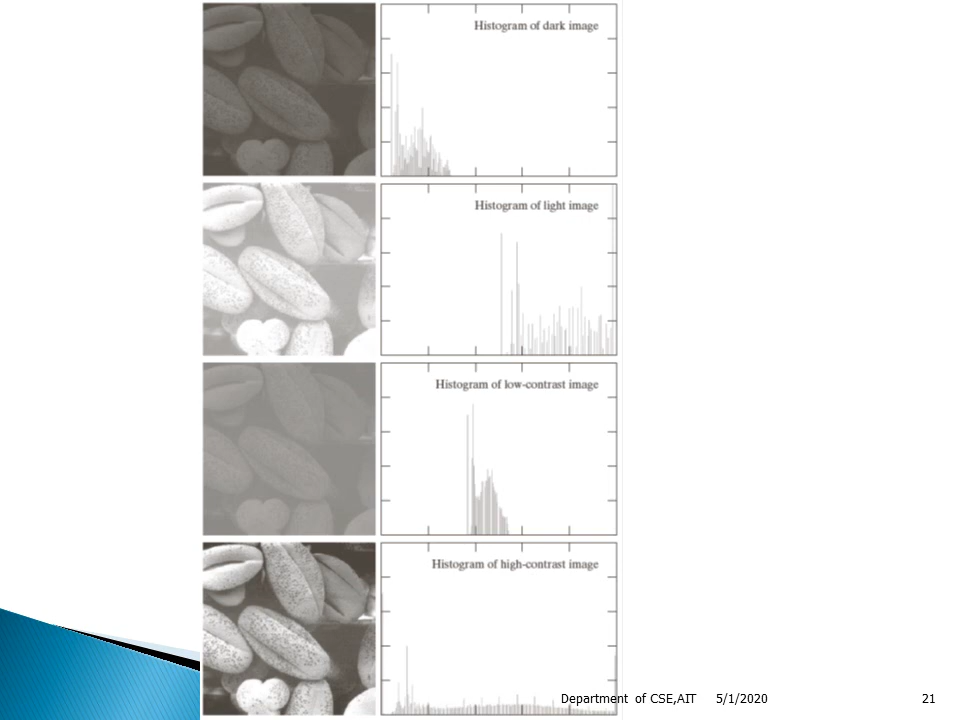 Histogram of dark image
Histogram of light image
Histogram of low-contrast image
Histogram of high-contrast image
Department of CSE,AIT 5/1/2020 21